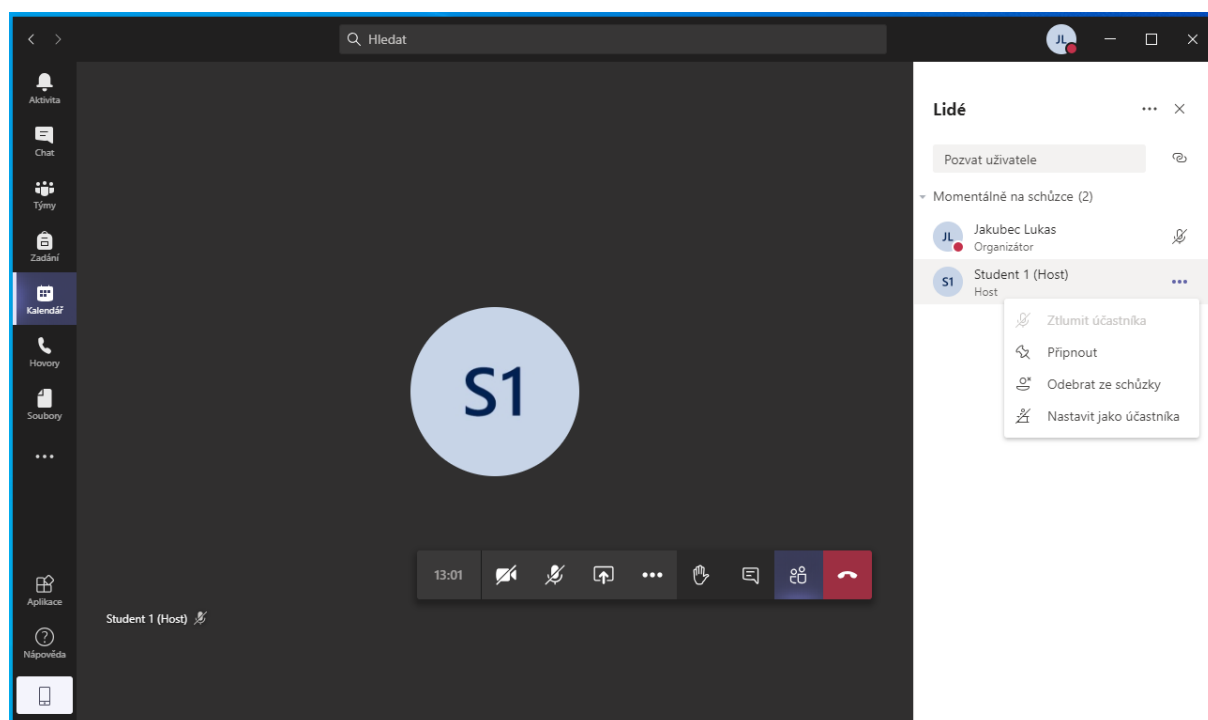 Hledat
JL
Aktivita
Chat
Týmy
Zadání
Kalendář
Hovory
Soubory
Aplikace
Nápověda
S1
13:01
Student 1 (Host)
Lidé
Pozvat uživatele
Momentálně na schůzce (2)
JL
Jakubec Lukas
Organizátor
S1
Student 1 (Host)
Host
Ztlumit účastníka
Připnout
Odebrat ze schůzky
Nastavit jako účastníka